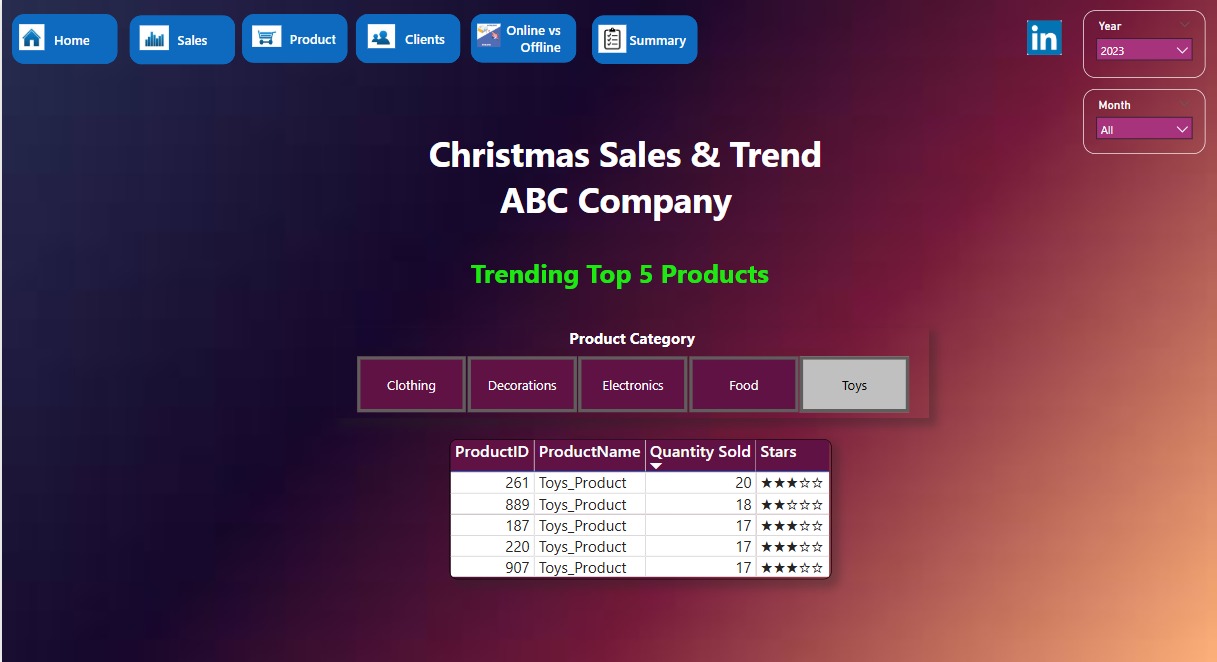 Home
Sales
Product
Clients
Online vs
Offline
Summary
in
Year
2023
Month
All
Christmas Sales & Trend
ABC Company
Trending Top 5 Products
Product Category
Clothing Decorations Electronics Food Toys
ProductID ProductName Quantity Sold Stars
261 Toys_Product 20 ★★★☆☆
889 Toys_Product 18 ★★☆☆☆
187 Toys_Product 17 ★★★☆☆
220 Toys_Product 17 ★★★☆☆
907 Toys_Product 17 ★★★☆☆